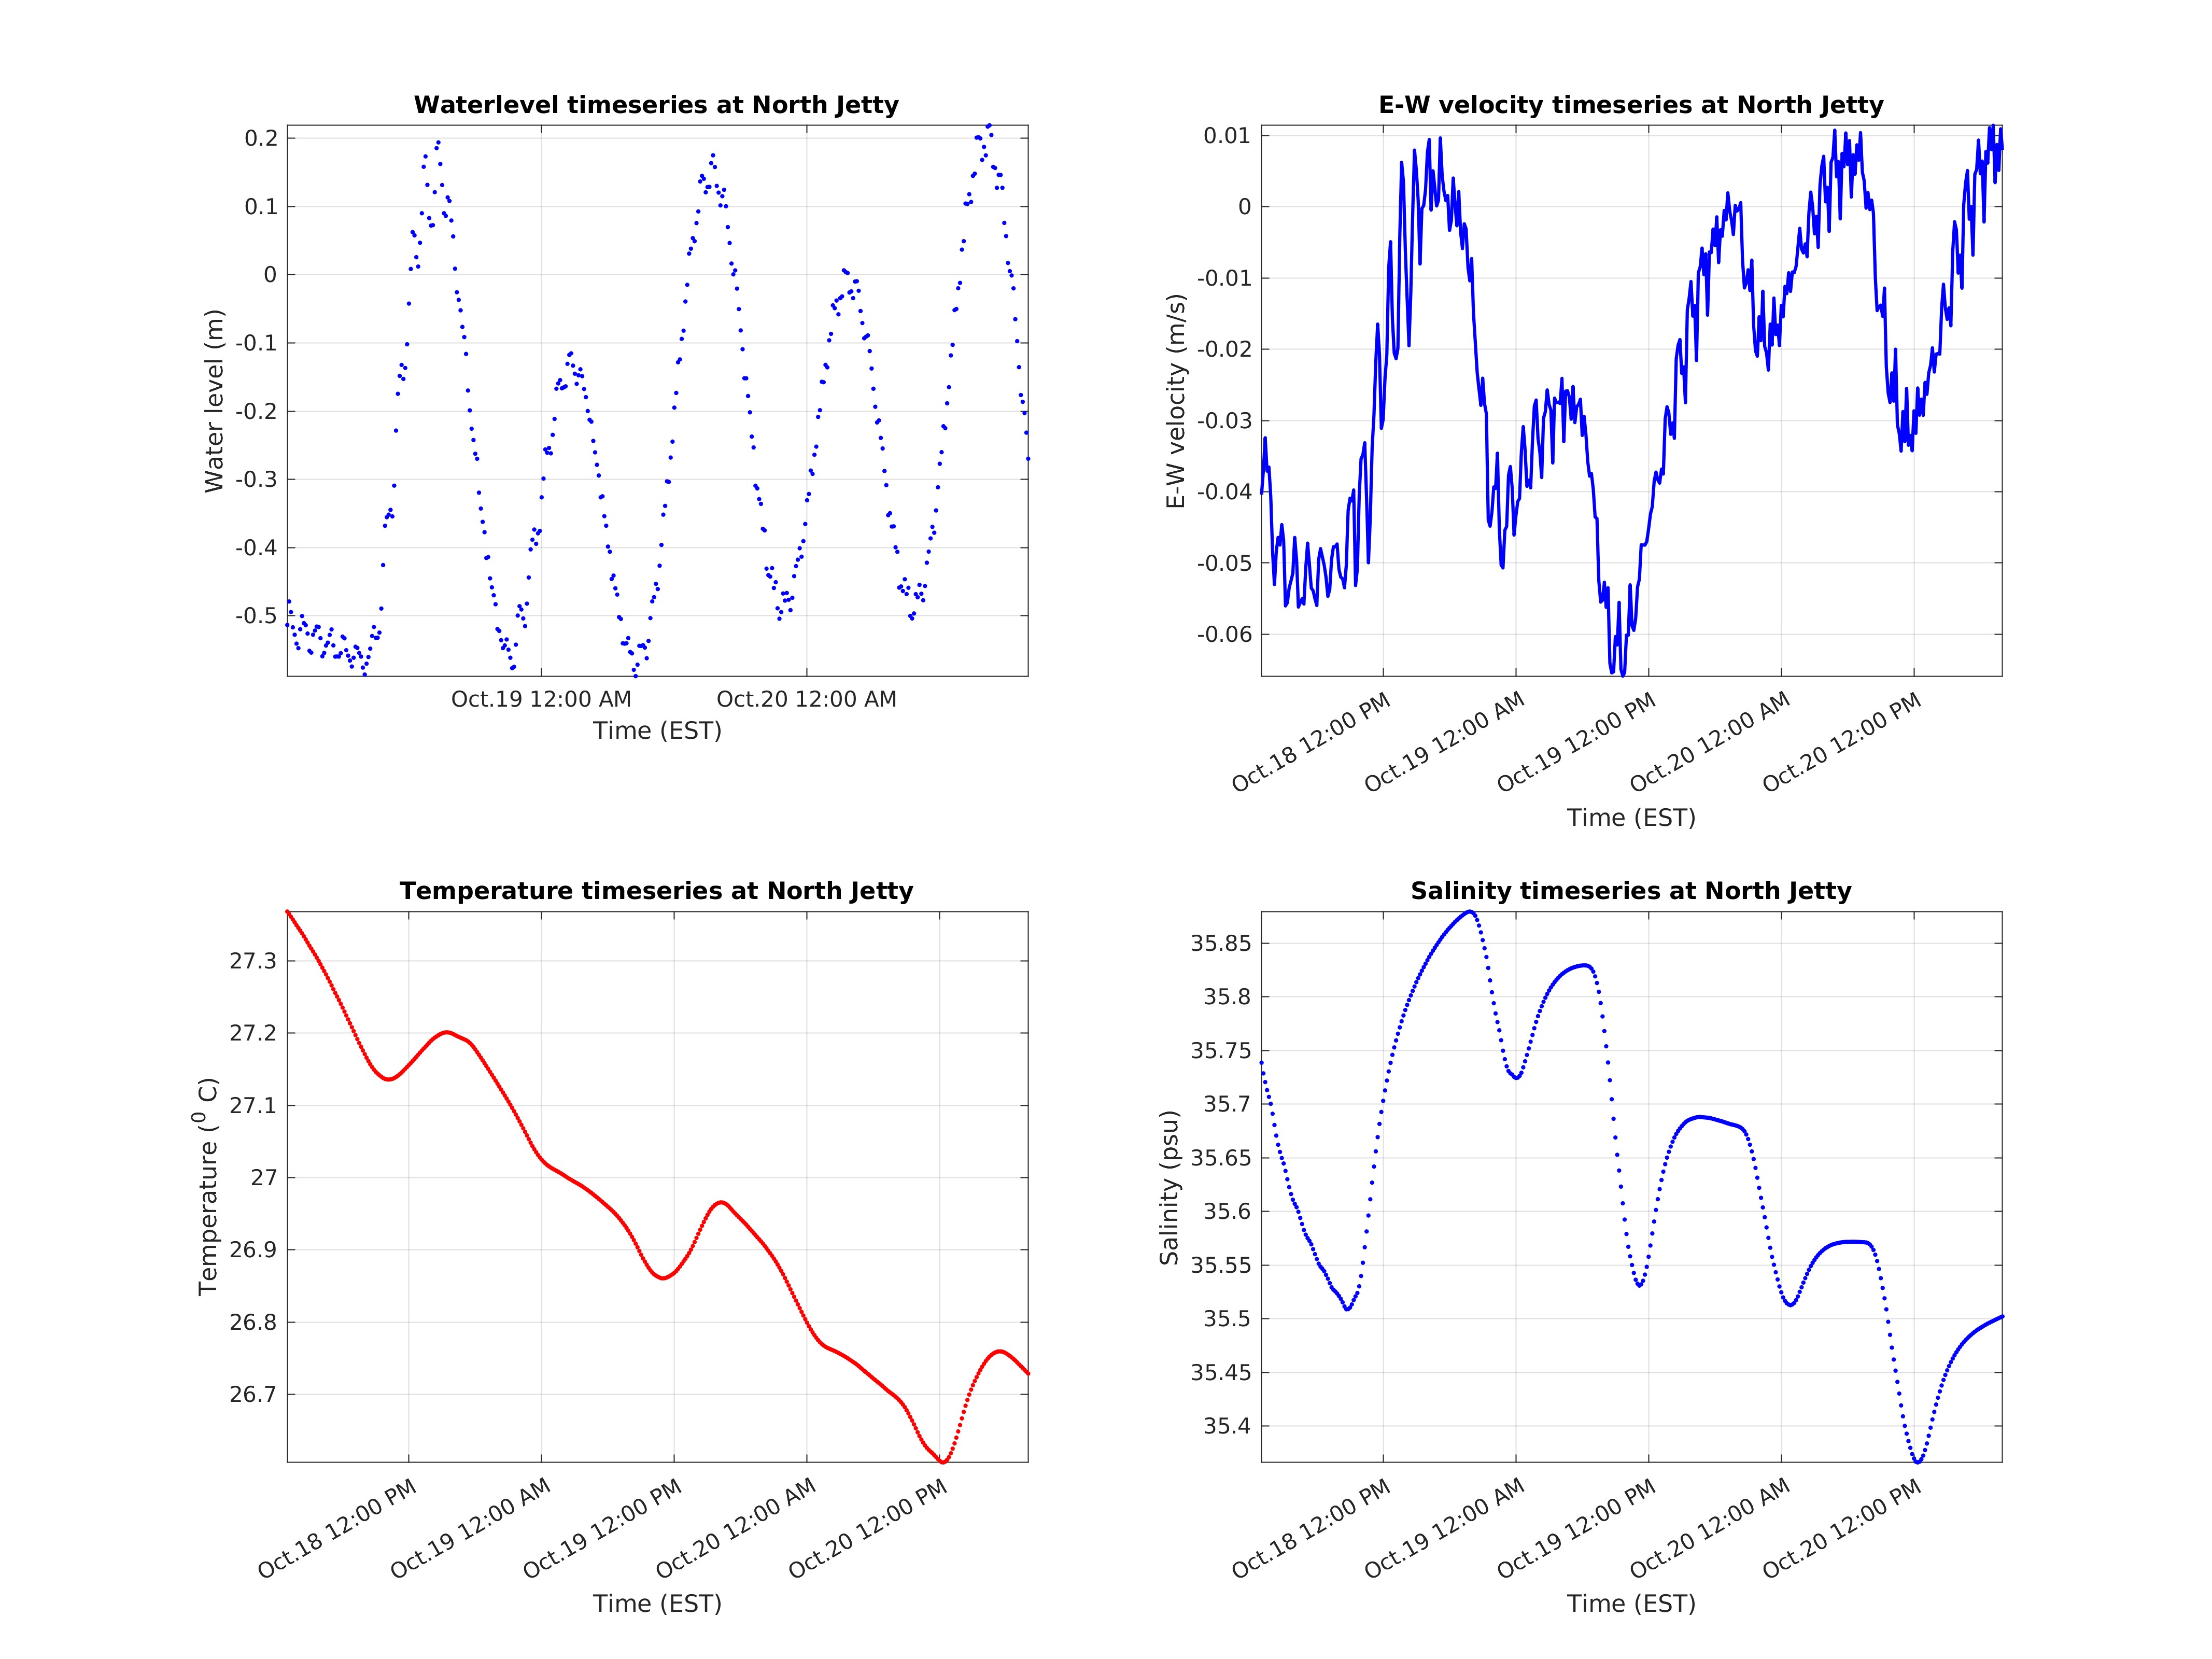 Waterlevel timeseries at North Jetty
0.2
0.1
0
-0.1
-0.2
-0.3
-0.4
-0.5
Water level (m)
Oct.19 12:00 AM
Oct.20 12:00 AM
Time (EST)
E-W velocity timeseries at North Jetty
0.01
0
-0.01
-0.02
-0.03
-0.04
-0.05
-0.06
E-W velocity (m/s)
Oct.18 12:00 PM
Oct.19 12:00 AM
Oct.19 12:00 PM
Oct.20 12:00 AM
Oct.20 12:00 PM
Time (EST)
Temperature timeseries at North Jetty
27.3
27.2
27.1
27
26.9
26.8
26.7
Temperature (⁰ C)
Oct.18 12:00 PM
Oct.19 12:00 AM
Oct.19 12:00 PM
Oct.20 12:00 AM
Oct.20 12:00 PM
Time (EST)
Salinity timeseries at North Jetty
35.85
35.8
35.75
35.7
35.65
35.6
35.55
35.5
35.45
35.4
Salinity (psu)
Oct.18 12:00 PM
Oct.19 12:00 AM
Oct.19 12:00 PM
Oct.20 12:00 AM
Oct.20 12:00 PM
Time (EST)